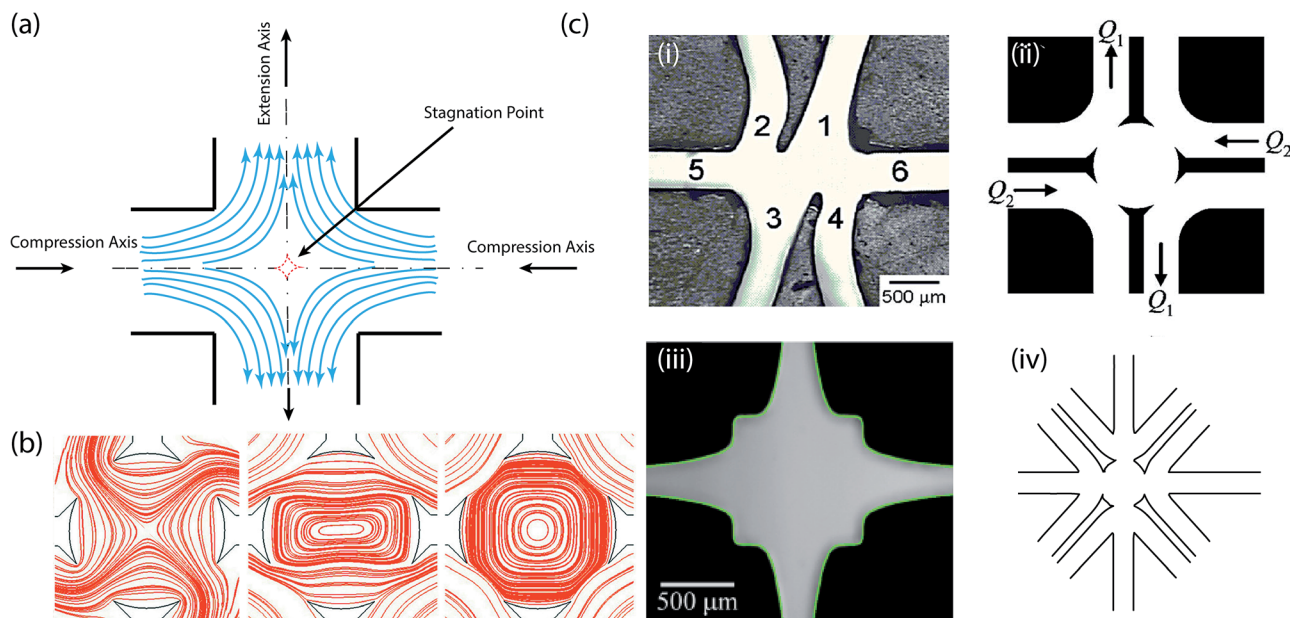 (a)
Extension Axis
Stagnation Point
Compression Axis
Compression Axis
(b)
(c)
(i)
2
1
5
6
3
4
500 μm
(ii)
Q1
Q2
Q2
Q1
(iii)
500 μm
(iv)